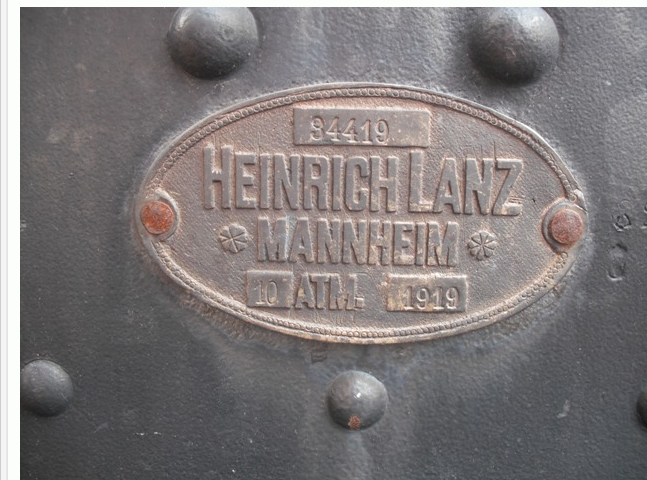 34419
HEINRICH LANZ
MANNHEIM
10 ATM. 1919